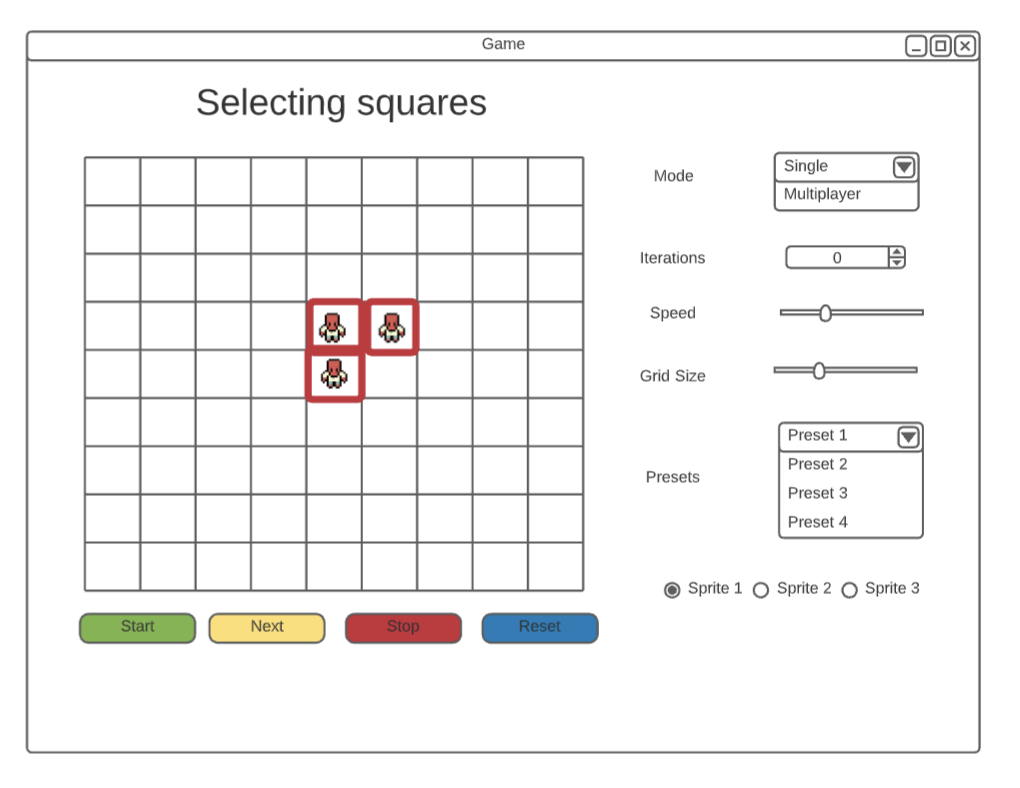 Game
Selecting squares
Mode
Single
Multiplayer
Iterations
0
Speed
Grid Size
Presets
Preset 1
Preset 2
Preset 3
Preset 4
Sprite 1
Sprite 2
Sprite 3
Start
Next
Stop
Reset